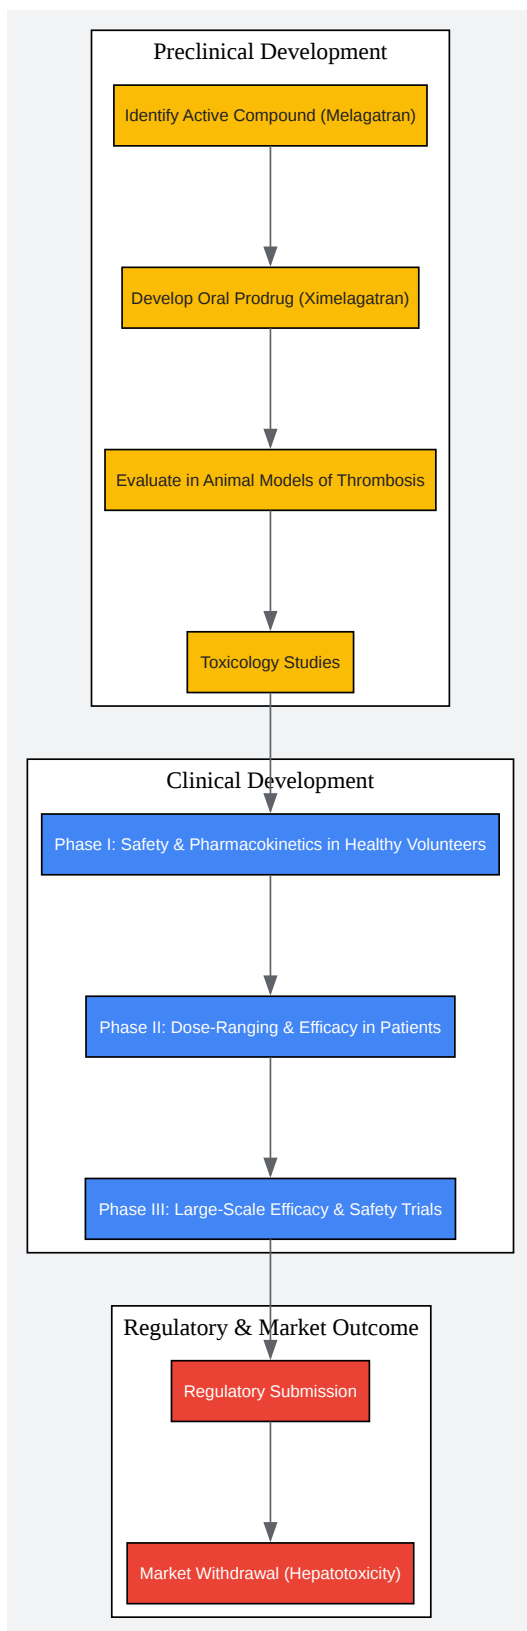 Preclinical Development
Identify Active Compound (Melagatran)
Develop Oral Prodrug (Ximelagatran)
Evaluate in Animal Models of Thrombosis
Toxicology Studies
Clinical Development
Phase I: Safety & Pharmacokinetics in Healthy Volunteers
Phase II: Dose-Ranging & Efficacy in Patients
Phase III: Large-Scale Efficacy & Safety Trials
Regulatory & Market Outcome
Regulatory Submission
Market Withdrawal (Hepatotoxicity)